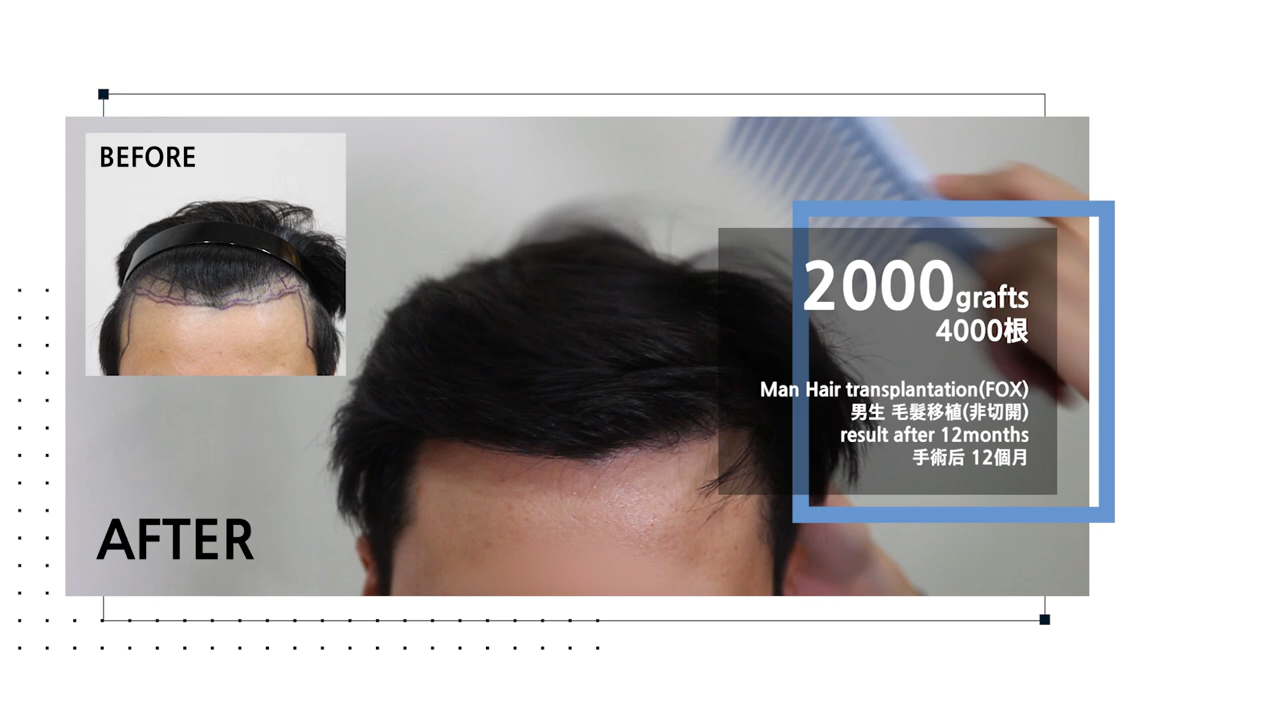 BEFORE
2000grafts
4000根
Man Hair transplantation(FOX)
男生 毛髮移植(非切開)
result after 12months
手術后 12個月
AFTER